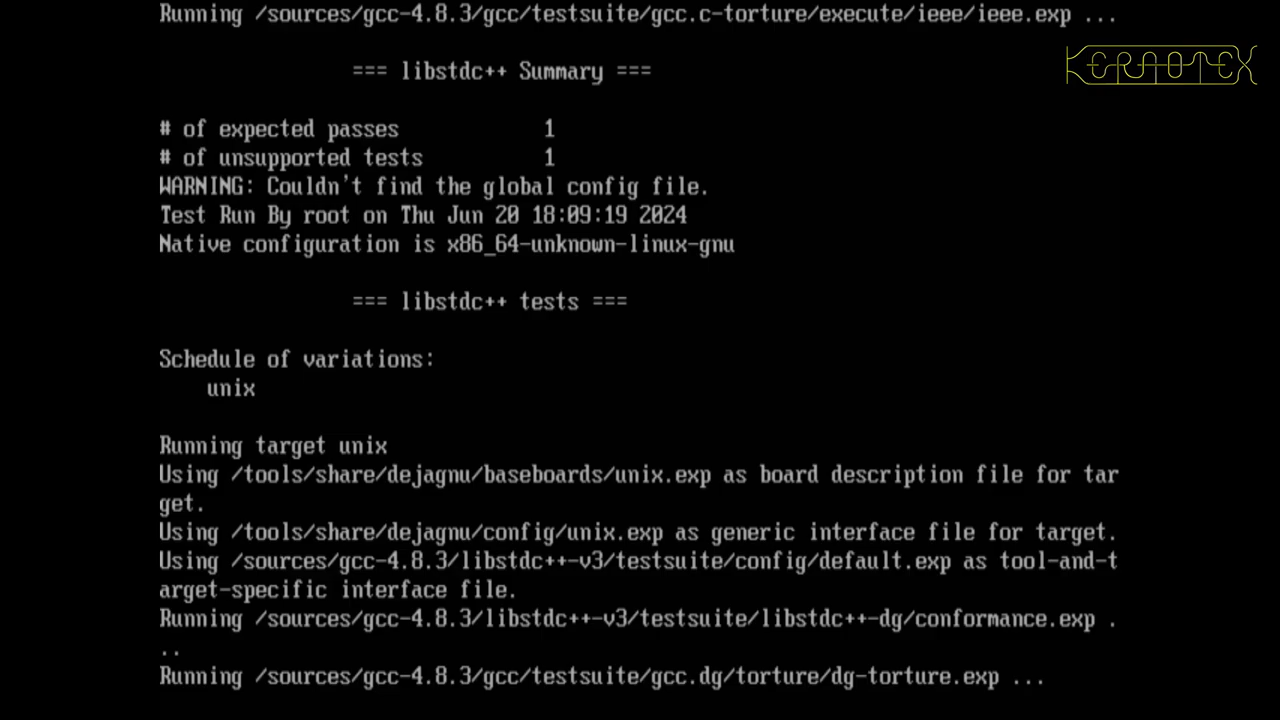 Running /sources/gcc-4.8.3/gcc/testsuite/gcc.c-torture/execute/ieee/ieee.exp ...
KERNOTEX
=== libstdc++ Summary ===
# of expected passes 1
# of unsupported tests 1
WARNING: Couldn't find the global config file.
Test Run By root on Thu Jun 20 18:09:19 2024
Native configuration is x86_64-unknown-linux-gnu
=== libstdc++ tests ===
Schedule of variations:
unix
Running target unix
Using /tools/share/dejagnu/baseboards/unix.exp as board description file for tar
get.
Using /tools/share/dejagnu/config/unix.exp as generic interface file for target.
Using /sources/gcc-4.8.3/libstdc++-v3/testsuite/config/default.exp as tool-and-t
arget-specific interface file.
Running /sources/gcc-4.8.3/libstdc++-v3/testsuite/libstdc++-dg/conformance.exp .
..
Running /sources/gcc-4.8.3/gcc/testsuite/gcc.dg/torture/dg-torture.exp ...